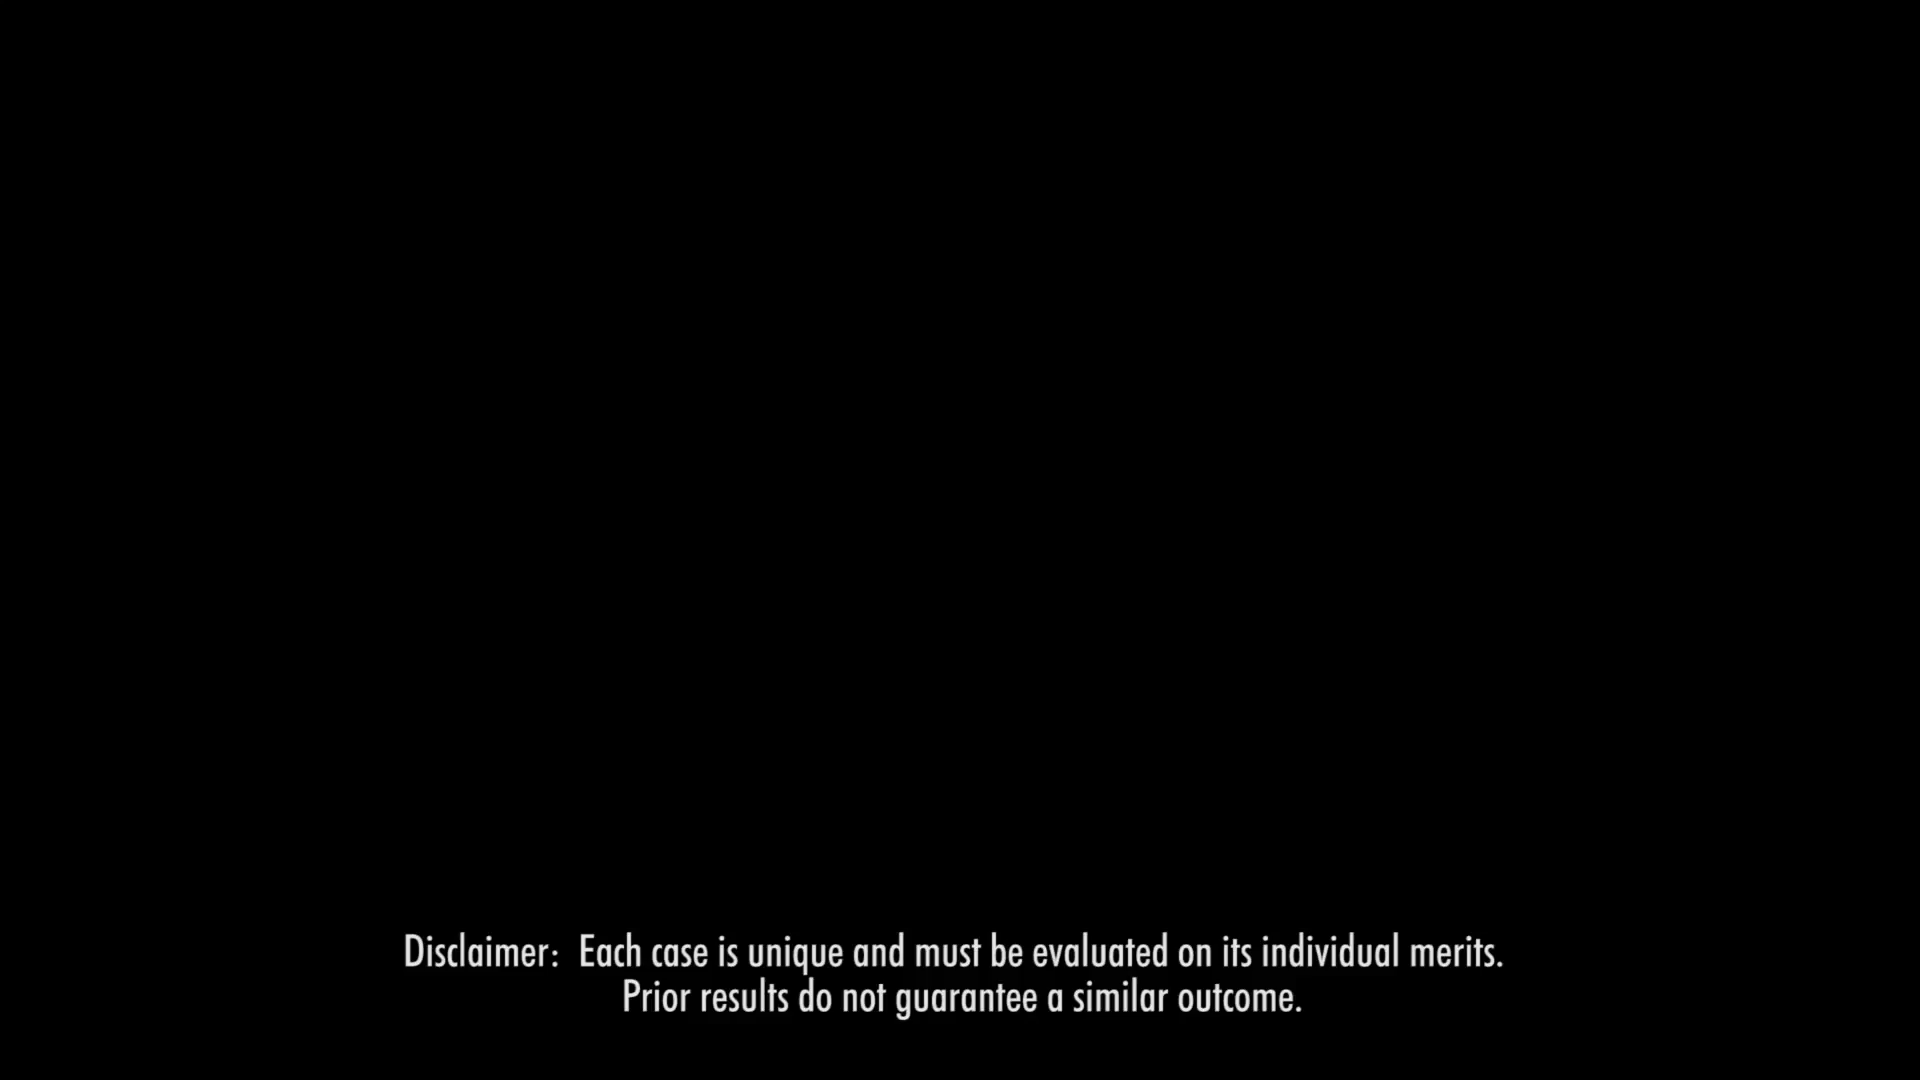 Disclaimer:  Each case is unique and must be evaluated on its individual merits.
Prior results do not guarantee a similar outcome.